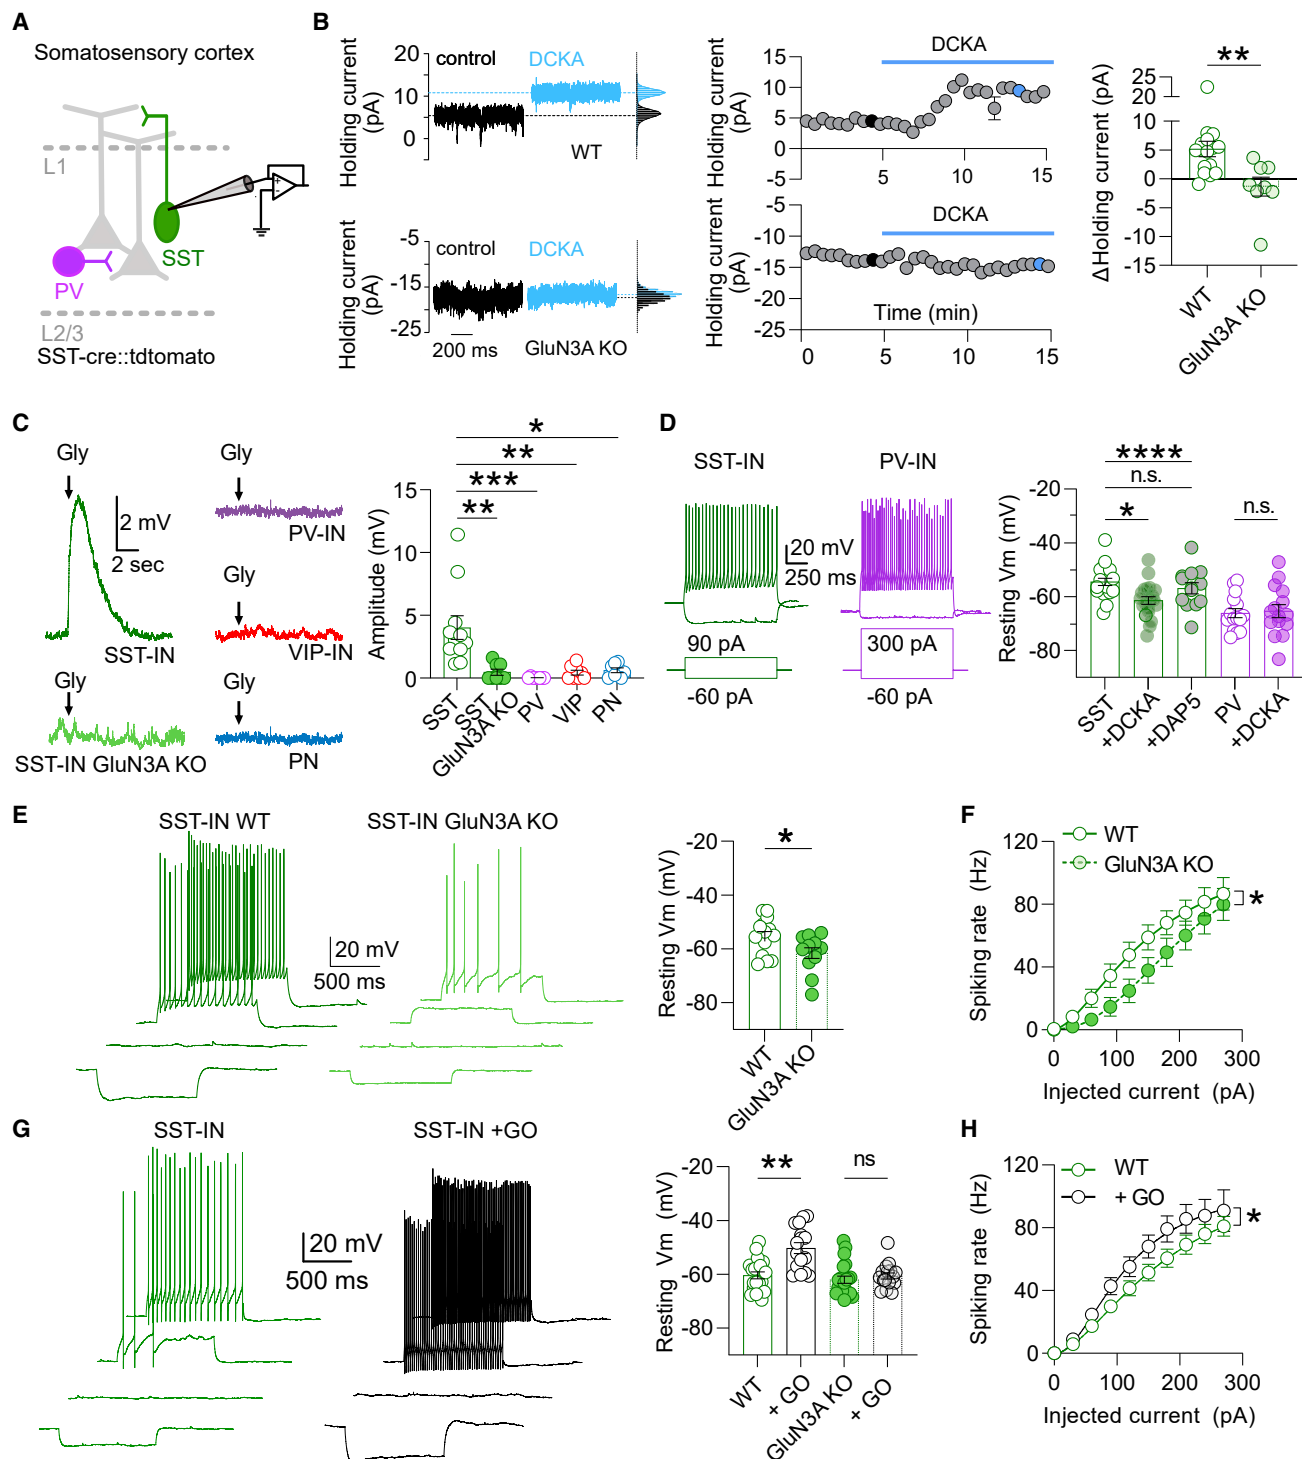 A
Somatosensory cortex
L1
SST
PV
L2/3
SST-cre::tdtomato
B
Holding current
(pA)
20
10
0
control
DCKA
WT
Holding current
(pA)
-5
-15
-25
control
DCKA
200 ms
GluN3A KO
Holding current
(pA)
15
10
5
0
-5
DCKA
5
10
15
Holding current
(pA)
-5
-10
-15
-20
-25
DCKA
Time (min)
0
5
10
15
ΔHolding current (pA)
25
20
10
5
0
-5
-10
-15
**
WT
GluN3A KO
C
Gly
2 mV
2 sec
SST-IN
SST-IN GluN3A KO
Gly
PV-IN
Gly
VIP-IN
Gly
PN
Gly
Amplitude (mV)
15
10
5
0
*
**
***
**
SST
SST
GluN3A KO
PV
VIP
PN
D
SST-IN
PV-IN
20 mV
250 ms
90 pA
-60 pA
300 pA
-60 pA
Resting Vm (mV)
-20
-40
-60
-80
****
n.s.
*
n.s.
SST
+DCKA
+DAP5
PV
+DCKA
E
SST-IN WT
SST-IN GluN3A KO
20 mV
500 ms
Resting Vm (mV)
-20
-40
-60
-80
*
WT
GluN3A KO
F
Spiking rate (Hz)
120
80
40
0
WT
GluN3A KO
*
0
100
200
300
Injected current (pA)
G
SST-IN
SST-IN +GO
20 mV
500 ms
Resting Vm (mV)
-20
-40
-60
-80
**
ns
WT
+ GO
GluN3A KO
+ GO
H
Spiking rate (Hz)
120
80
40
0
WT
+ GO
*
0
100
200
300
Injected current (pA)